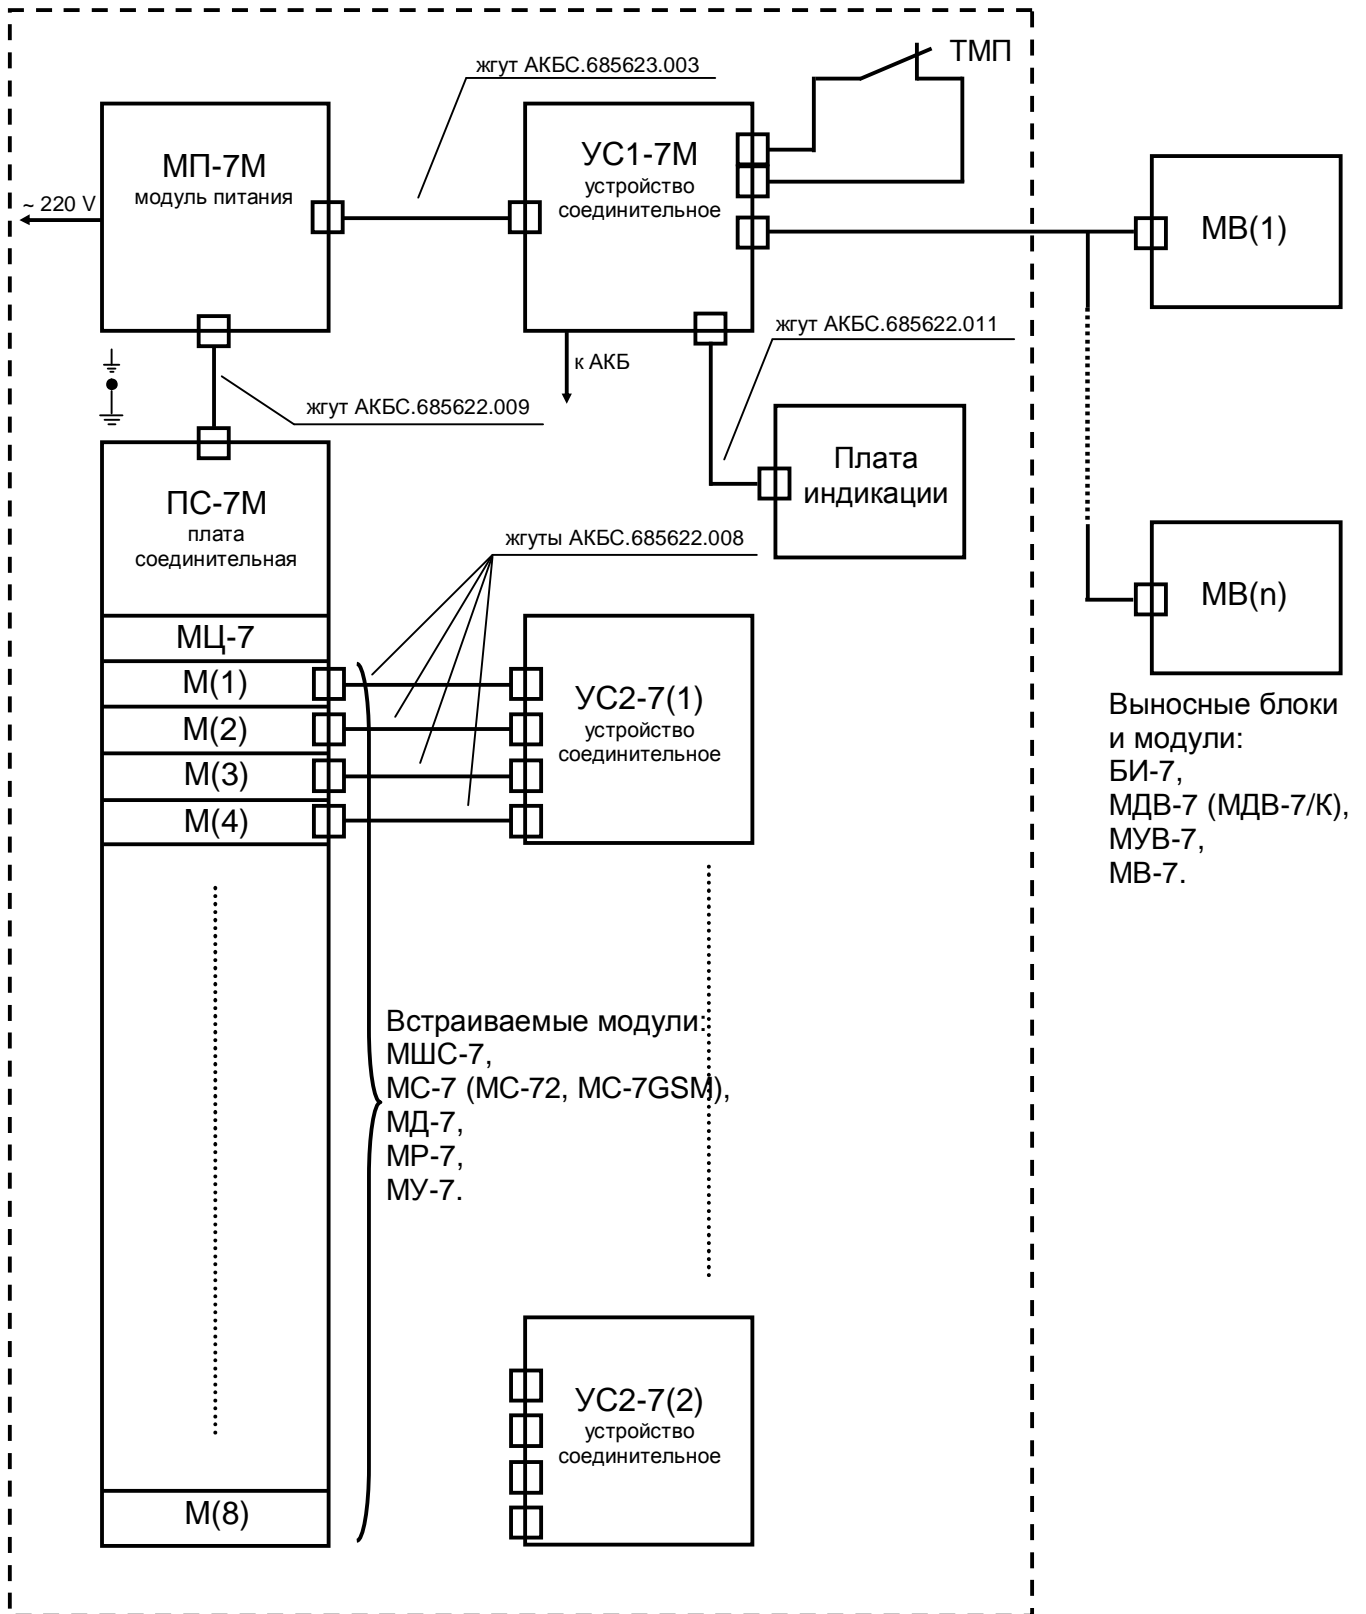 ТМП
жгут АКБС.685623.003
МП-7М
модуль питания
~ 220 V
УС1-7М
устройство
соединительное
МВ(1)
жгут АКБС.685622.011
к АКБ
жгут АКБС.685622.009
Плата
индикации
ПС-7М
плата
соединительная
жгуты АКБС.685622.008
МВ(n)
МЦ-7
М(1)
М(2)
М(3)
М(4)
УС2-7(1)
устройство
соединительное
Выносные блоки
и модули:
БИ-7,
МДВ-7 (МДВ-7/К),
МУВ-7,
МВ-7.
Встраиваемые модули:
МШС-7,
МС-7 (МС-72, МС-7GSM),
МД-7,
МР-7,
МУ-7.
УС2-7(2)
устройство
соединительное
М(8)